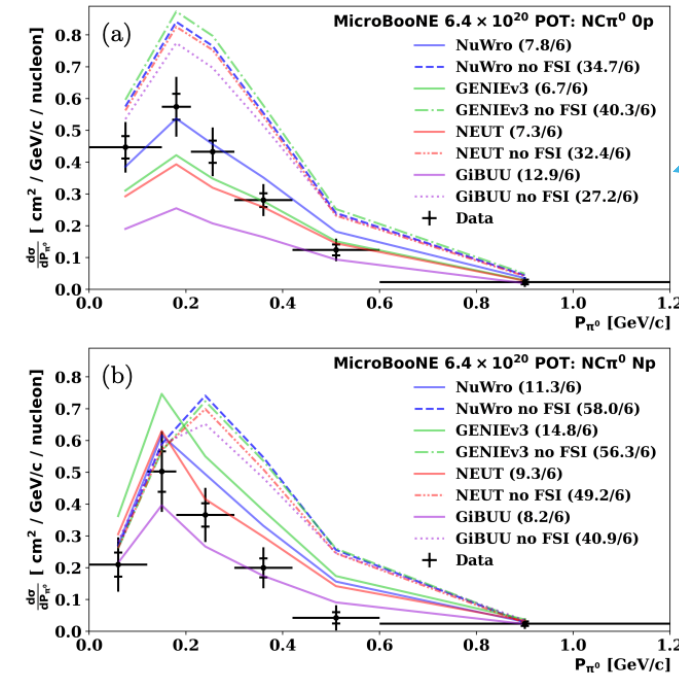 MicroBooNE 6.4 × 10²⁰ POT: NCπ⁰ 0p
(a)
NuWro (7.8/6)
NuWro no FSI (34.7/6)
GENIEv3 (6.7/6)
GENIEv3 no FSI (40.3/6)
NEUT (7.3/6)
NEUT no FSI (32.4/6)
GiBUU (12.9/6)
GiBUU no FSI (27.2/6)
Data
dσ/dP_π⁰ [ cm² / GeV/c / nucleon]
0.8
0.7
0.6
0.5
0.4
0.3
0.2
0.1
0.0
0.0 0.2 0.4 0.6 0.8 1.0 1.2
P_π⁰ [GeV/c]
MicroBooNE 6.4 × 10²⁰ POT: NCπ⁰ Np
(b)
NuWro (11.3/6)
NuWro no FSI (58.0/6)
GENIEv3 (14.8/6)
GENIEv3 no FSI (56.3/6)
NEUT (9.3/6)
NEUT no FSI (49.2/6)
GiBUU (8.2/6)
GiBUU no FSI (40.9/6)
Data
dσ/dP_π⁰ [ cm² / GeV/c / nucleon]
0.8
0.7
0.6
0.5
0.4
0.3
0.2
0.1
0.0
0.0 0.2 0.4 0.6 0.8 1.0 1.2
P_π⁰ [GeV/c]